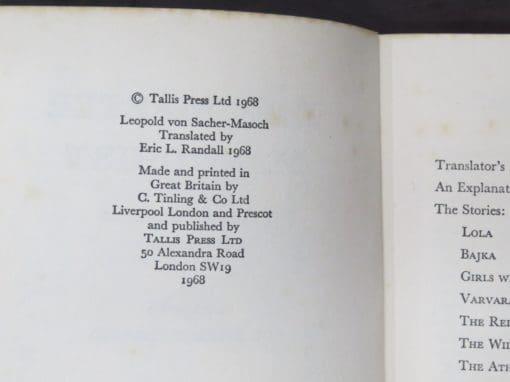 © Tallis Press Ltd 1968
Leopold von Sacher-Masoch
Translated by
Eric L. Randall 1968
Made and printed in
Great Britain by
C. Tinling & Co Ltd
Liverpool London and Prescot
and published by
TALLIS PRESS LTD
50 Alexandra Road
London SW19
1968
Translator's
An Explanat
The Stories:
LOLA
BAJKA
GIRLS W
VARVAR
THE RE
THE WI
THE ATH